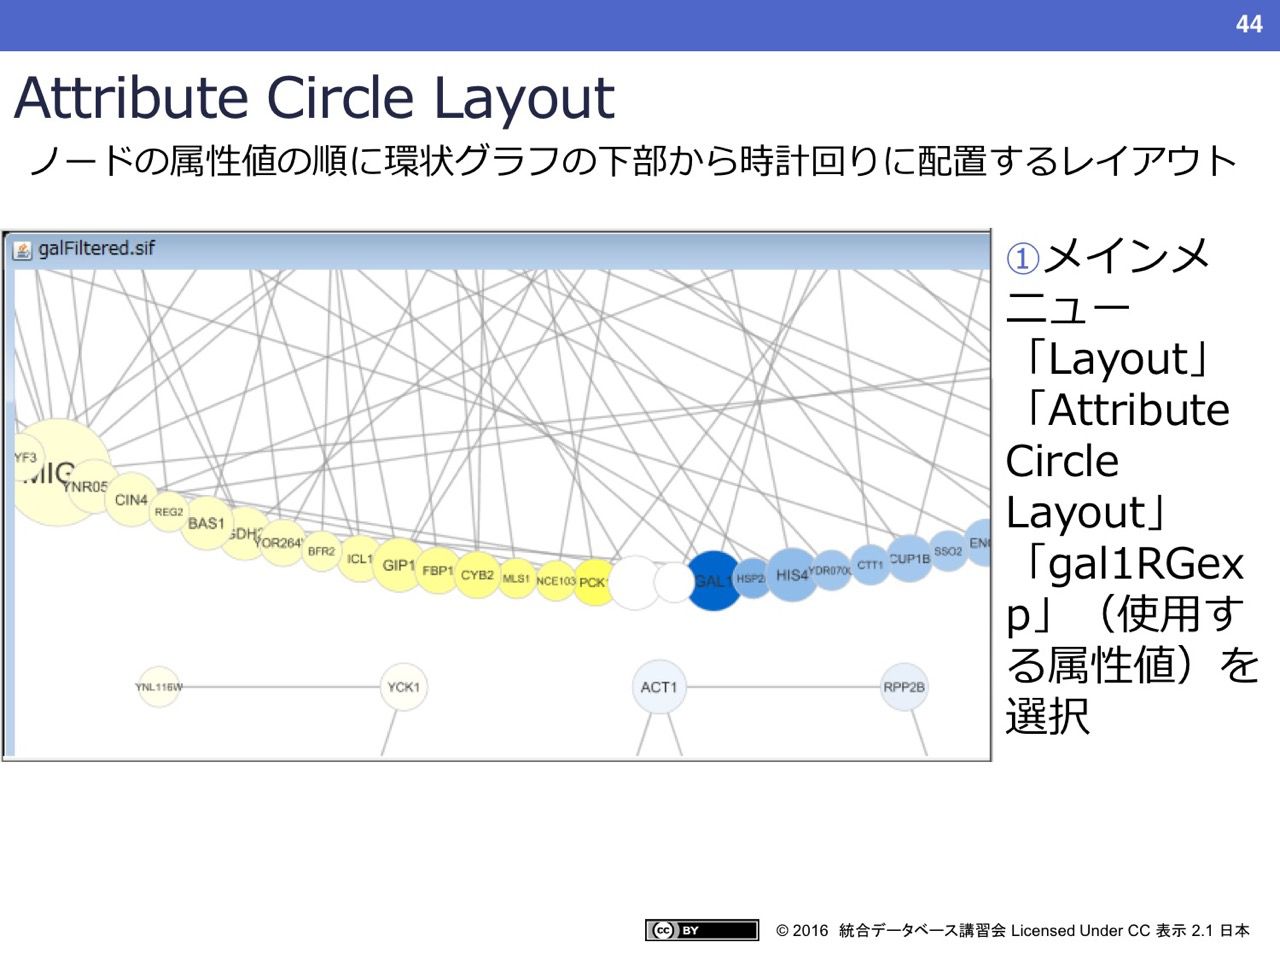 44
Attribute Circle Layout
ノードの属性値の順に環状グラフの下部から時計回りに配置するレイアウト
galFiltered.sif
YF3
YNR05
CIN4
REG2
BAS1
YOR264
BFR2
ICL1
GIP1
FBP1
CYB2
MLS1
NCE103
PCK1
GAL1
HSP2
HIS4
YDR070C
CTT1
CUP1B
SSO2
ENO
YNL116W
YCK1
ACT1
RPP2B
①メインメ
ニュー
「Layout」
「Attribute
Circle
Layout」
「gal1RGex
p」（使用す
る属性値）を
選択
cc BY
© 2016 統合データベース講習会 Licensed Under CC 表示 2.1 日本